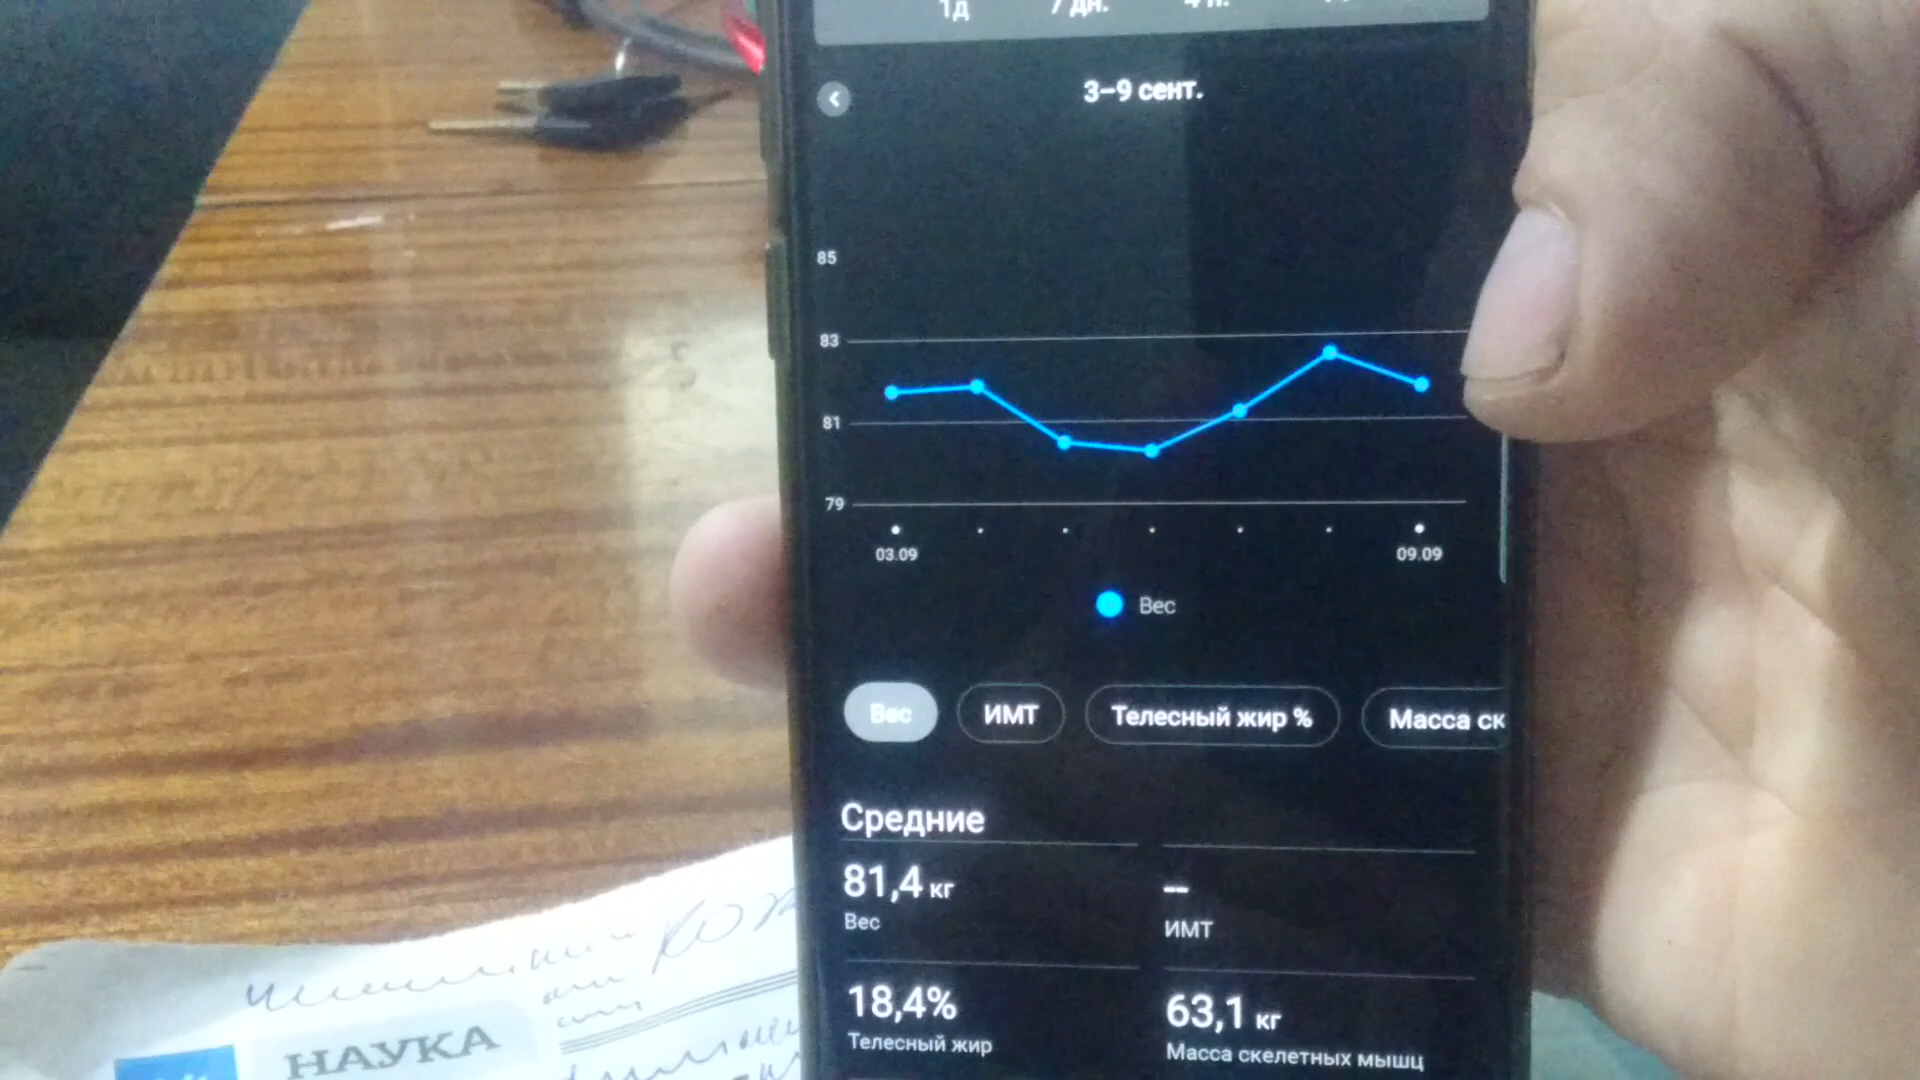 1д 7 дн.
3–9 сент.
85
83
81
79
03.09 09.09
Вес
Вес ИМТ Телесный жир % Масса ск
Средние
81,4 кг --
Вес ИМТ
18,4% 63,1 кг
Телесный жир Масса скелетных мышц
НАУКА